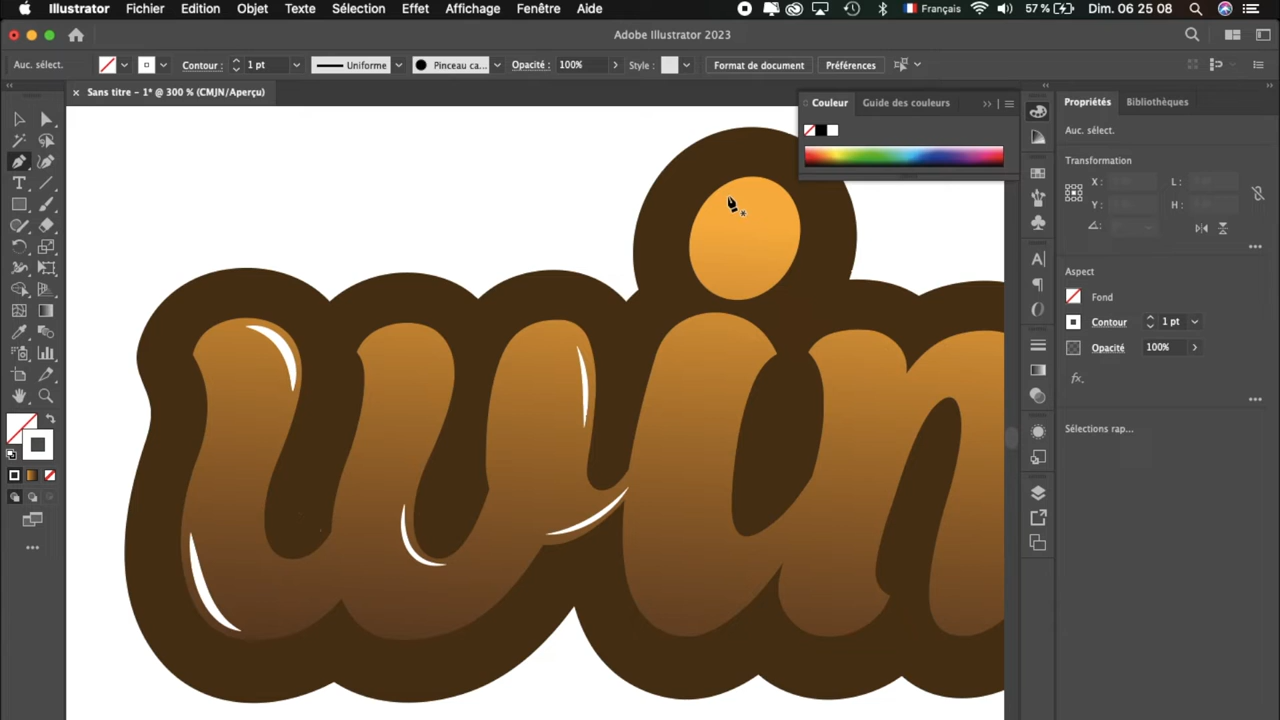 Illustrator Fichier Edition Objet Texte Sélection Effet Affichage Fenêtre Aide Français 57 % Dim. 06 25 08
Adobe Illustrator 2023
Auc. sélect. Contour : 1 pt Uniforme Pinceau ca... Opacité : 100% Style : Format de document Préférences
Sans titre - 1* @ 300 % (CMJN/Aperçu)
Couleur Guide des couleurs
Propriétés Bibliothèques
Auc. sélect.
Transformation
X : L :
Y : H :
Aspect
Fond
Contour 1 pt
Opacité 100%
fx.
Sélections rap...
win